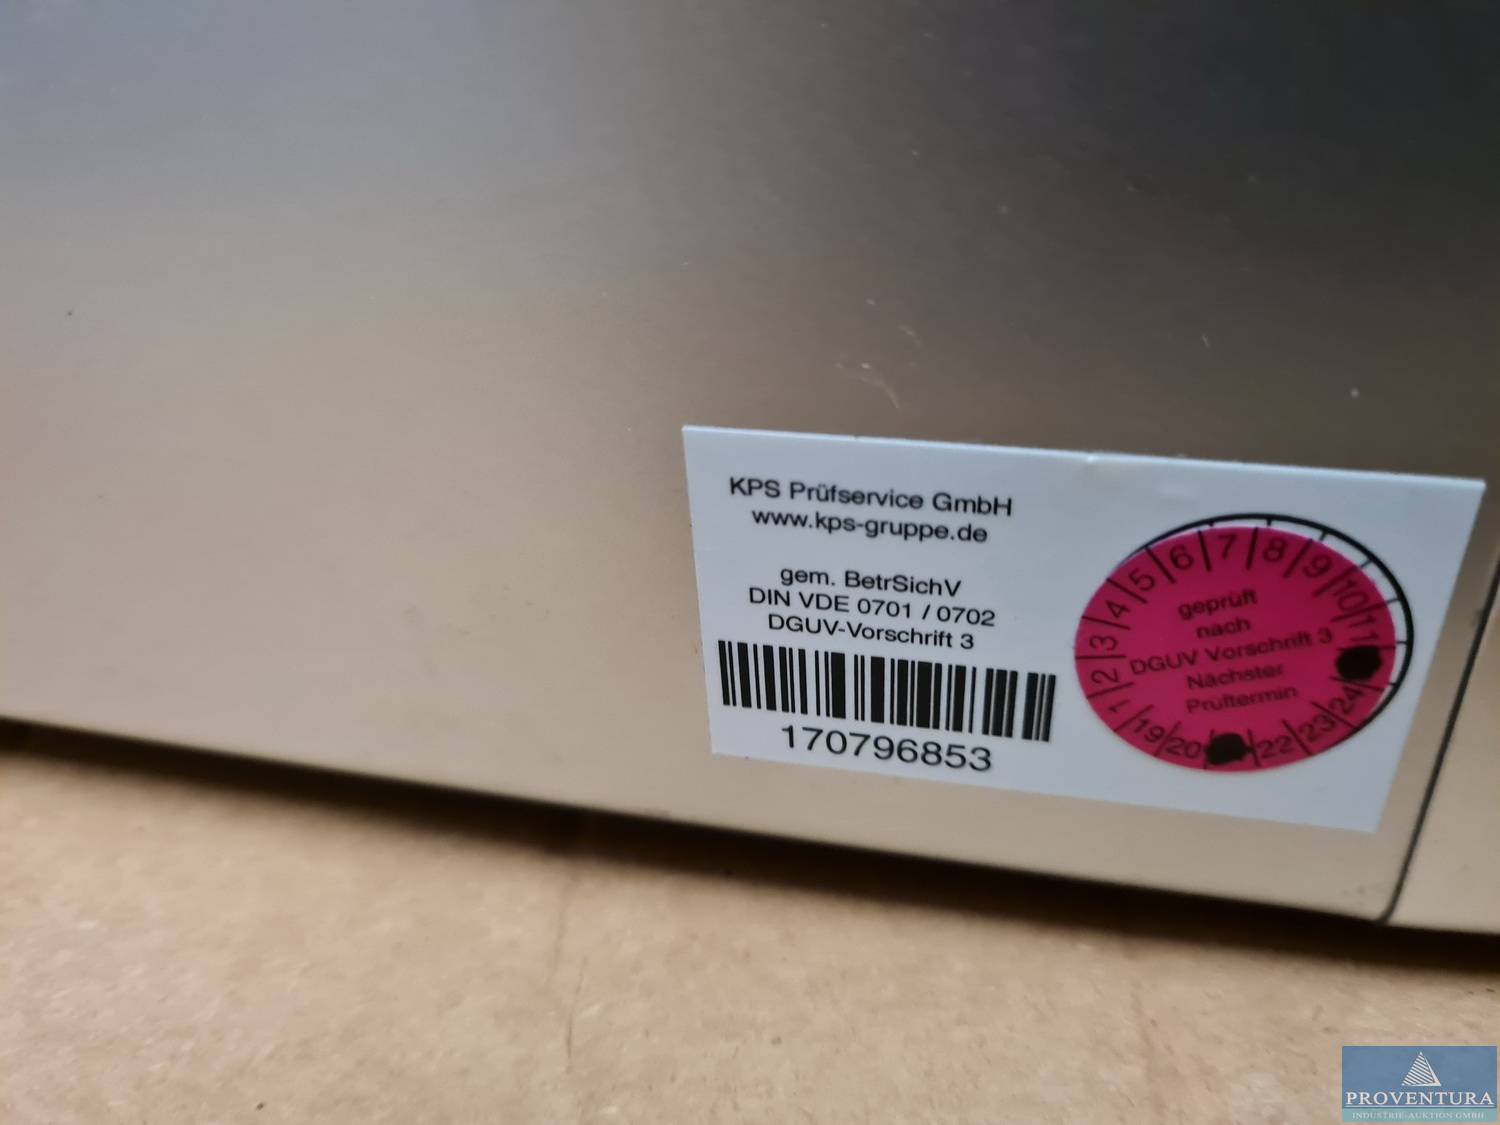 KPS Prüfservice GmbH
www.kps-gruppe.de
gem. BetrSichV
DIN VDE 0701 / 0702
DGUV-Vorschrift 3
170796853
1 2 3 4 5 6 7 8 9 10 11
geprüft
nach
DGUV Vorschrift 3
Nächster
Prüftermin
19 20 22 23 24
PROVENTURA
INDUSTRIE-AUKTION GMBH